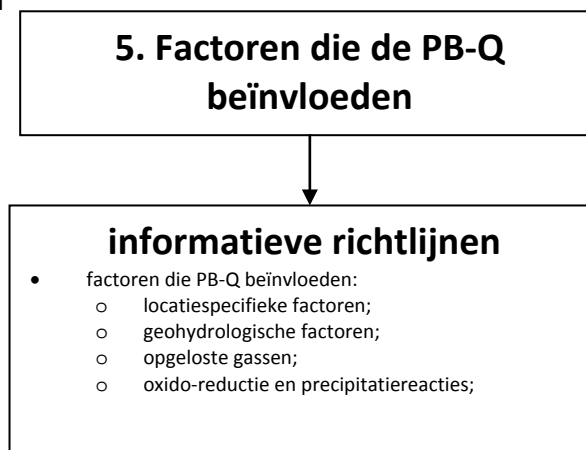 5. Factoren die de PB-Q
beïnvloeden
informatieve richtlijnen
• factoren die PB-Q beïnvloeden:
o locatiespecifieke factoren;
o geohydrologische factoren;
o opgeloste gassen;
o oxido-reductie en precipitatiereacties;